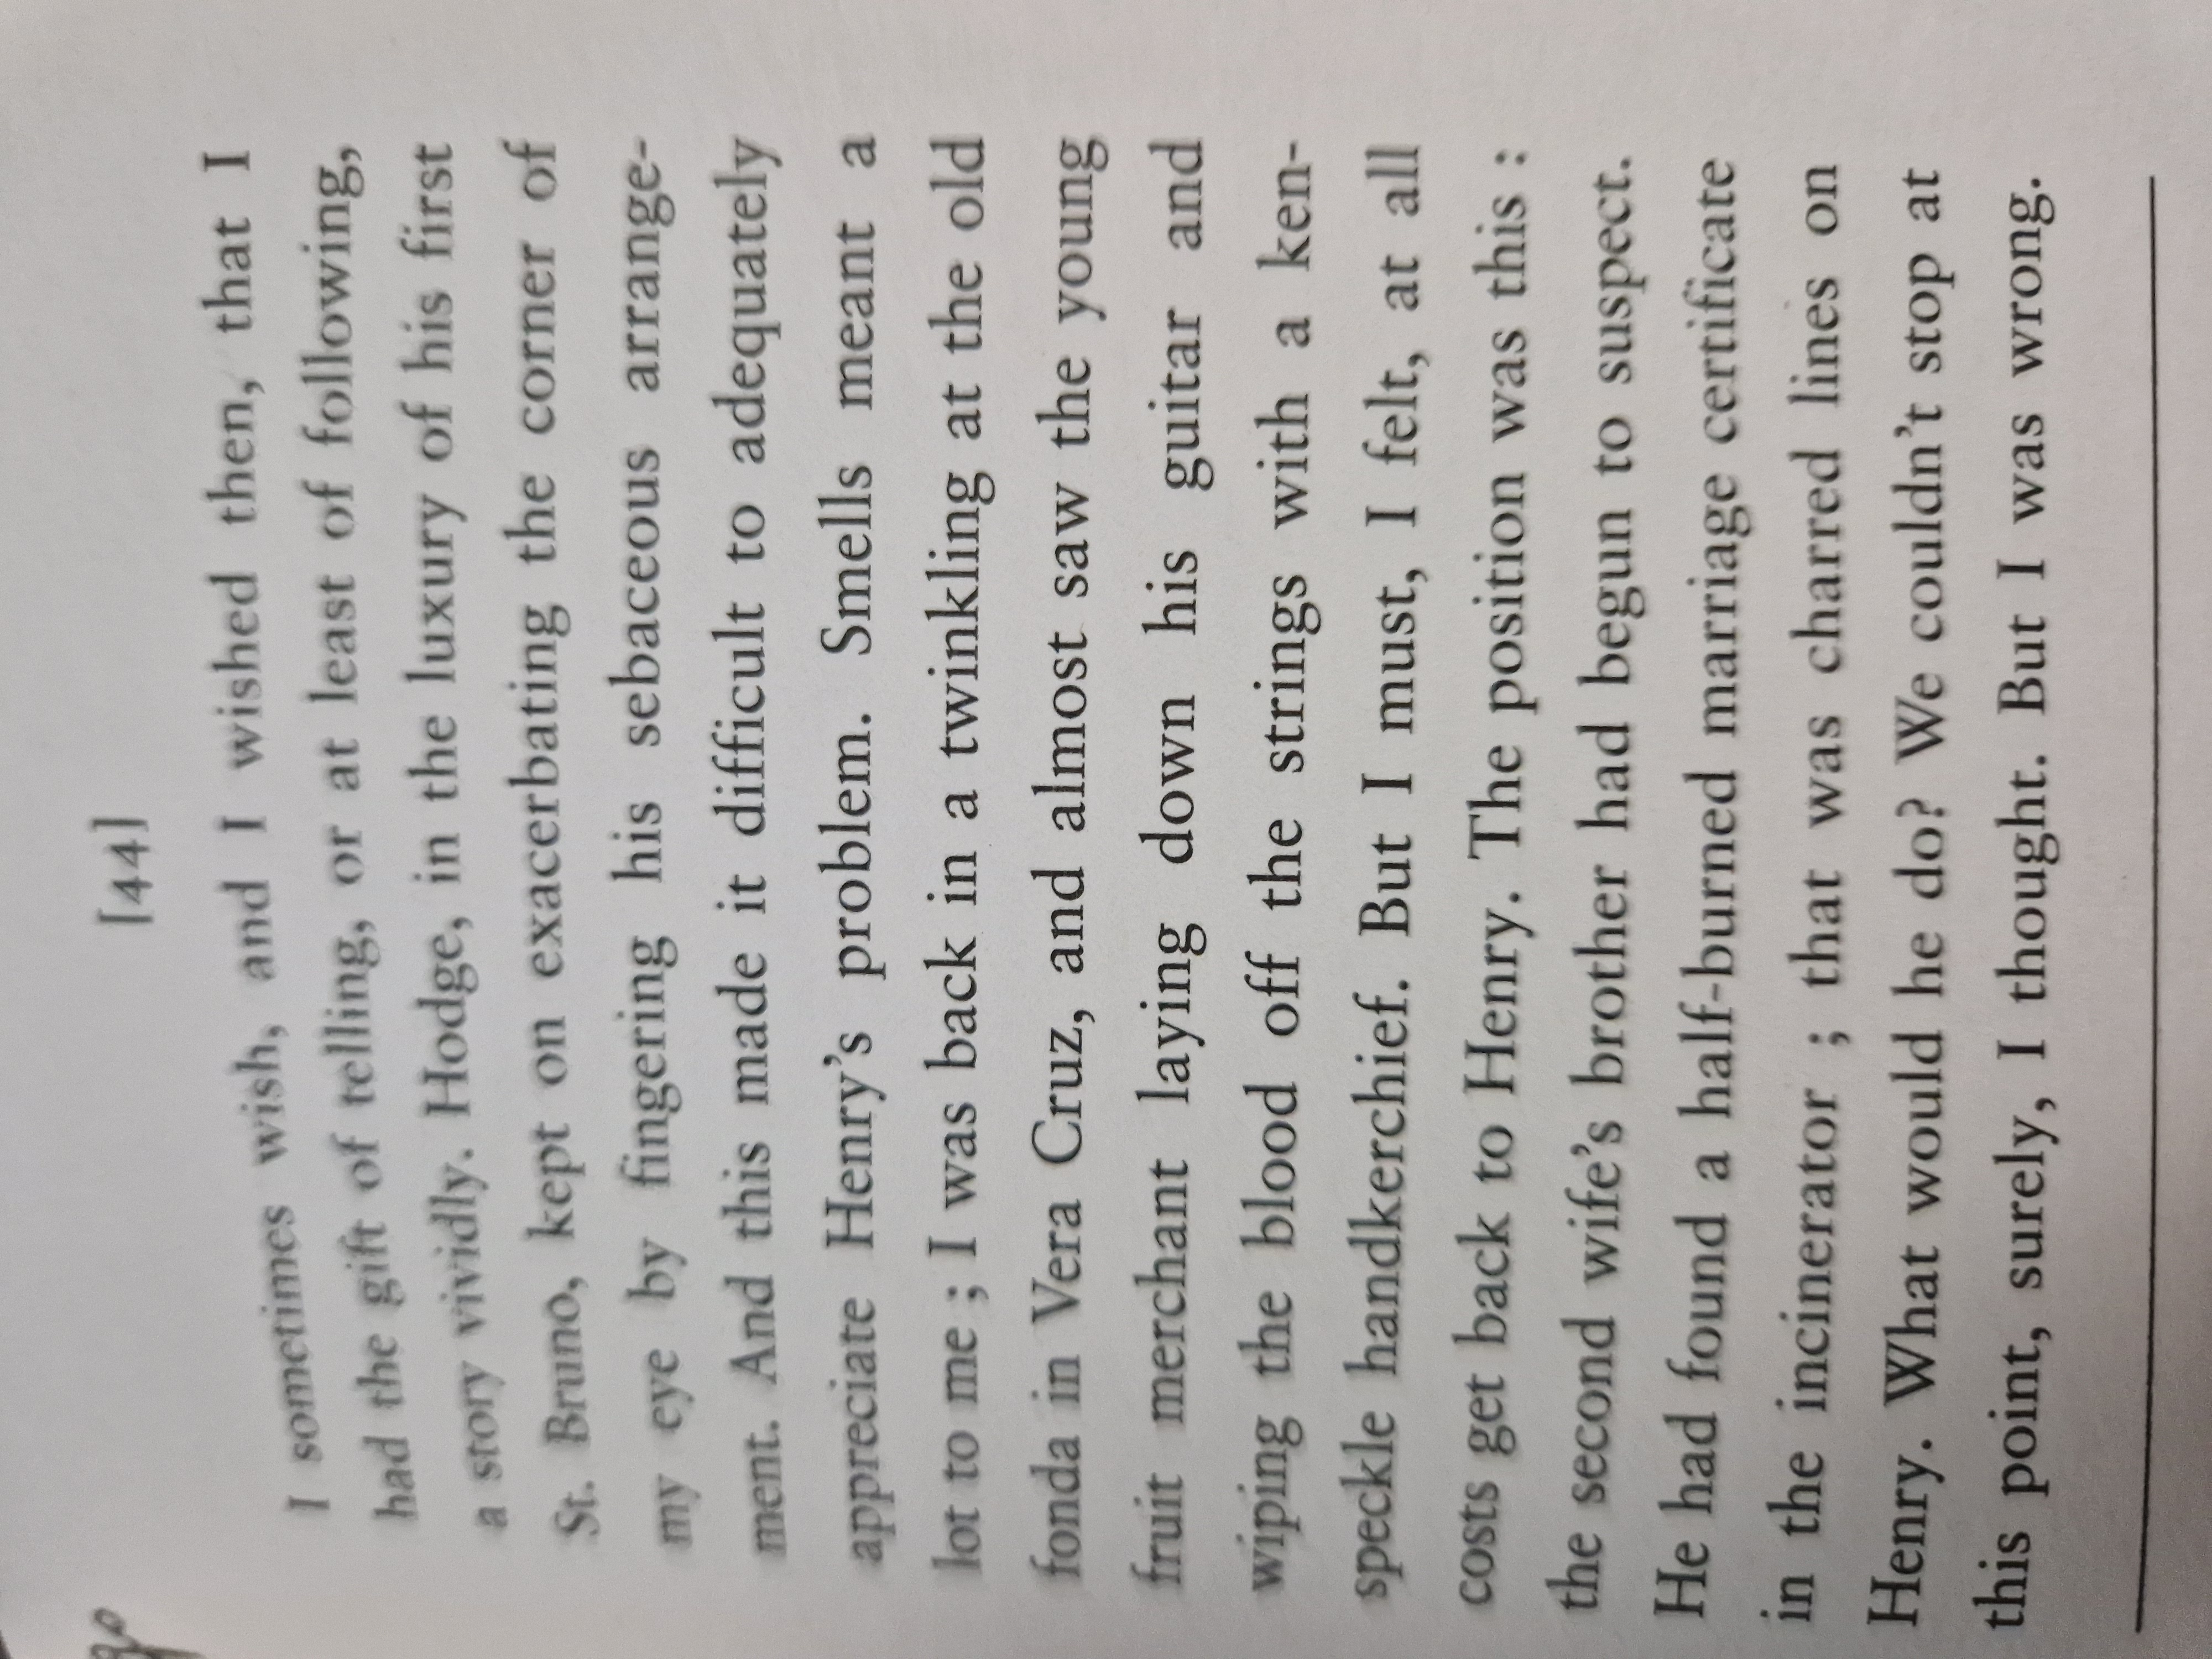 [44]
I sometimes wish, and I wished then, that I
had the gift of telling, or at least of following,
a story vividly. Hodge, in the luxury of his first
St. Bruno, kept on exacerbating the corner of
my eye by fingering his sebaceous arrange-
ment. And this made it difficult to adequately
appreciate Henry’s problem. Smells meant a
lot to me ; I was back in a twinkling at the old
fonda in Vera Cruz, and almost saw the young
fruit merchant laying down his guitar and
wiping the blood off the strings with a ken-
speckle handkerchief. But I must, I felt, at all
costs get back to Henry. The position was this :
the second wife’s brother had begun to suspect.
He had found a half-burned marriage certificate
in the incinerator ; that was charred lines on
Henry. What would he do? We couldn’t stop at
this point, surely, I thought. But I was wrong.